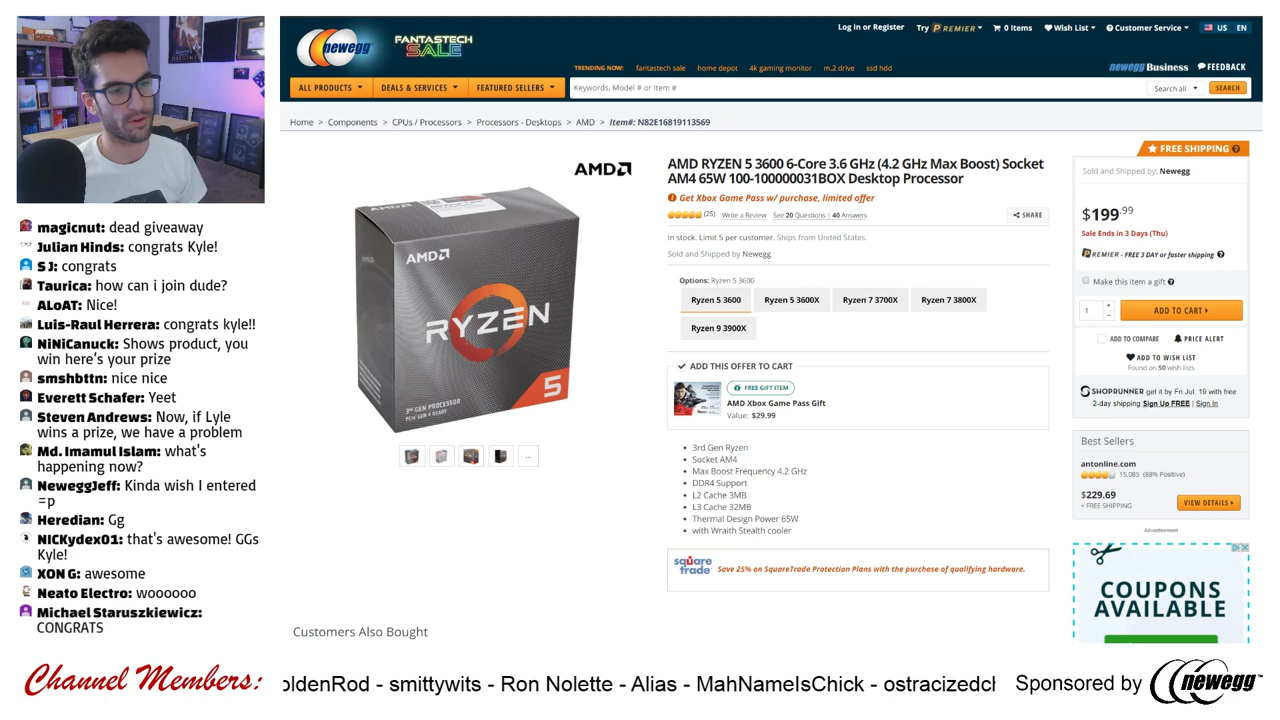 magicnut: dead giveaway
Julian Hinds: congrats Kyle!
S J: congrats
Taurica: how can i join dude?
ALoAT: Nice!
Luis-Raul Herrera: congrats kyle!!
NiNiCanuck: Shows product, you
win here's your prize
smshbttn: nice nice
Everett Schafer: Yeet
Steven Andrews: Now, if Lyle
wins a prize, we have a problem
Md. Imamul Islam: what's
happening now?
NeweggJeff: Kinda wish I entered
=p
Heredian: Gg
NICKydex01: that's awesome! GGs
Kyle!
XON G: awesome
Neato Electro: woooooo
Michael Staruszkiewicz:
CONGRATS
newegg
FANTASTECH
SALE
Log in or Register Try PREMIER 0 Items Wish List Customer Service US EN
TRENDING NOW: fantastech sale home depot 4k gaming monitor m.2 drive ssd hdd
newegg Business FEEDBACK
ALL PRODUCTS DEALS & SERVICES FEATURED SELLERS Keywords, Model # or Item # Search all SEARCH
Home > Components > CPUs / Processors > Processors - Desktops > AMD > Item#: N82E16819113569
AMD
AMD
RYZEN
5
3RD GEN PROCESSOR
PCIe GEN 4 READY
...
AMD RYZEN 5 3600 6-Core 3.6 GHz (4.2 GHz Max Boost) Socket
AM4 65W 100-100000031BOX Desktop Processor
Get Xbox Game Pass w/ purchase, limited offer
(25) Write a Review See 20 Questions | 40 Answers SHARE
In stock. Limit 5 per customer. Ships from United States.
Sold and Shipped by Newegg
Options: Ryzen 5 3600
Ryzen 5 3600 Ryzen 5 3600X Ryzen 7 3700X Ryzen 7 3800X
Ryzen 9 3900X
ADD THIS OFFER TO CART
FREE GIFT ITEM
AMD Xbox Game Pass Gift
Value: $29.99
3rd Gen Ryzen
Socket AM4
Max Boost Frequency 4.2 GHz
DDR4 Support
L2 Cache 3MB
L3 Cache 32MB
Thermal Design Power 65W
with Wraith Stealth cooler
square trade Save 25% on SquareTrade Protection Plans with the purchase of qualifying hardware.
Customers Also Bought
FREE SHIPPING
Sold and Shipped by: Newegg
$199.99
Sale Ends in 3 Days (Thu)
PREMIER - FREE 3 DAY or faster shipping
Make this item a gift
1 ADD TO CART
ADD TO COMPARE PRICE ALERT
ADD TO WISH LIST
Found on 50 wish lists
SHOPRUNNER get it by Fri Jul. 19 with free
2-day shipping Sign Up FREE | Sign In
Best Sellers
antonline.com
15,085 (88% Positive)
$229.69
+ FREE SHIPPING VIEW DETAILS
Advertisement
COUPONS
AVAILABLE
Channel Members: oldenRod - smittywits - Ron Nolette - Alias - MahNameIsChick - ostracizedch Sponsored by newegg